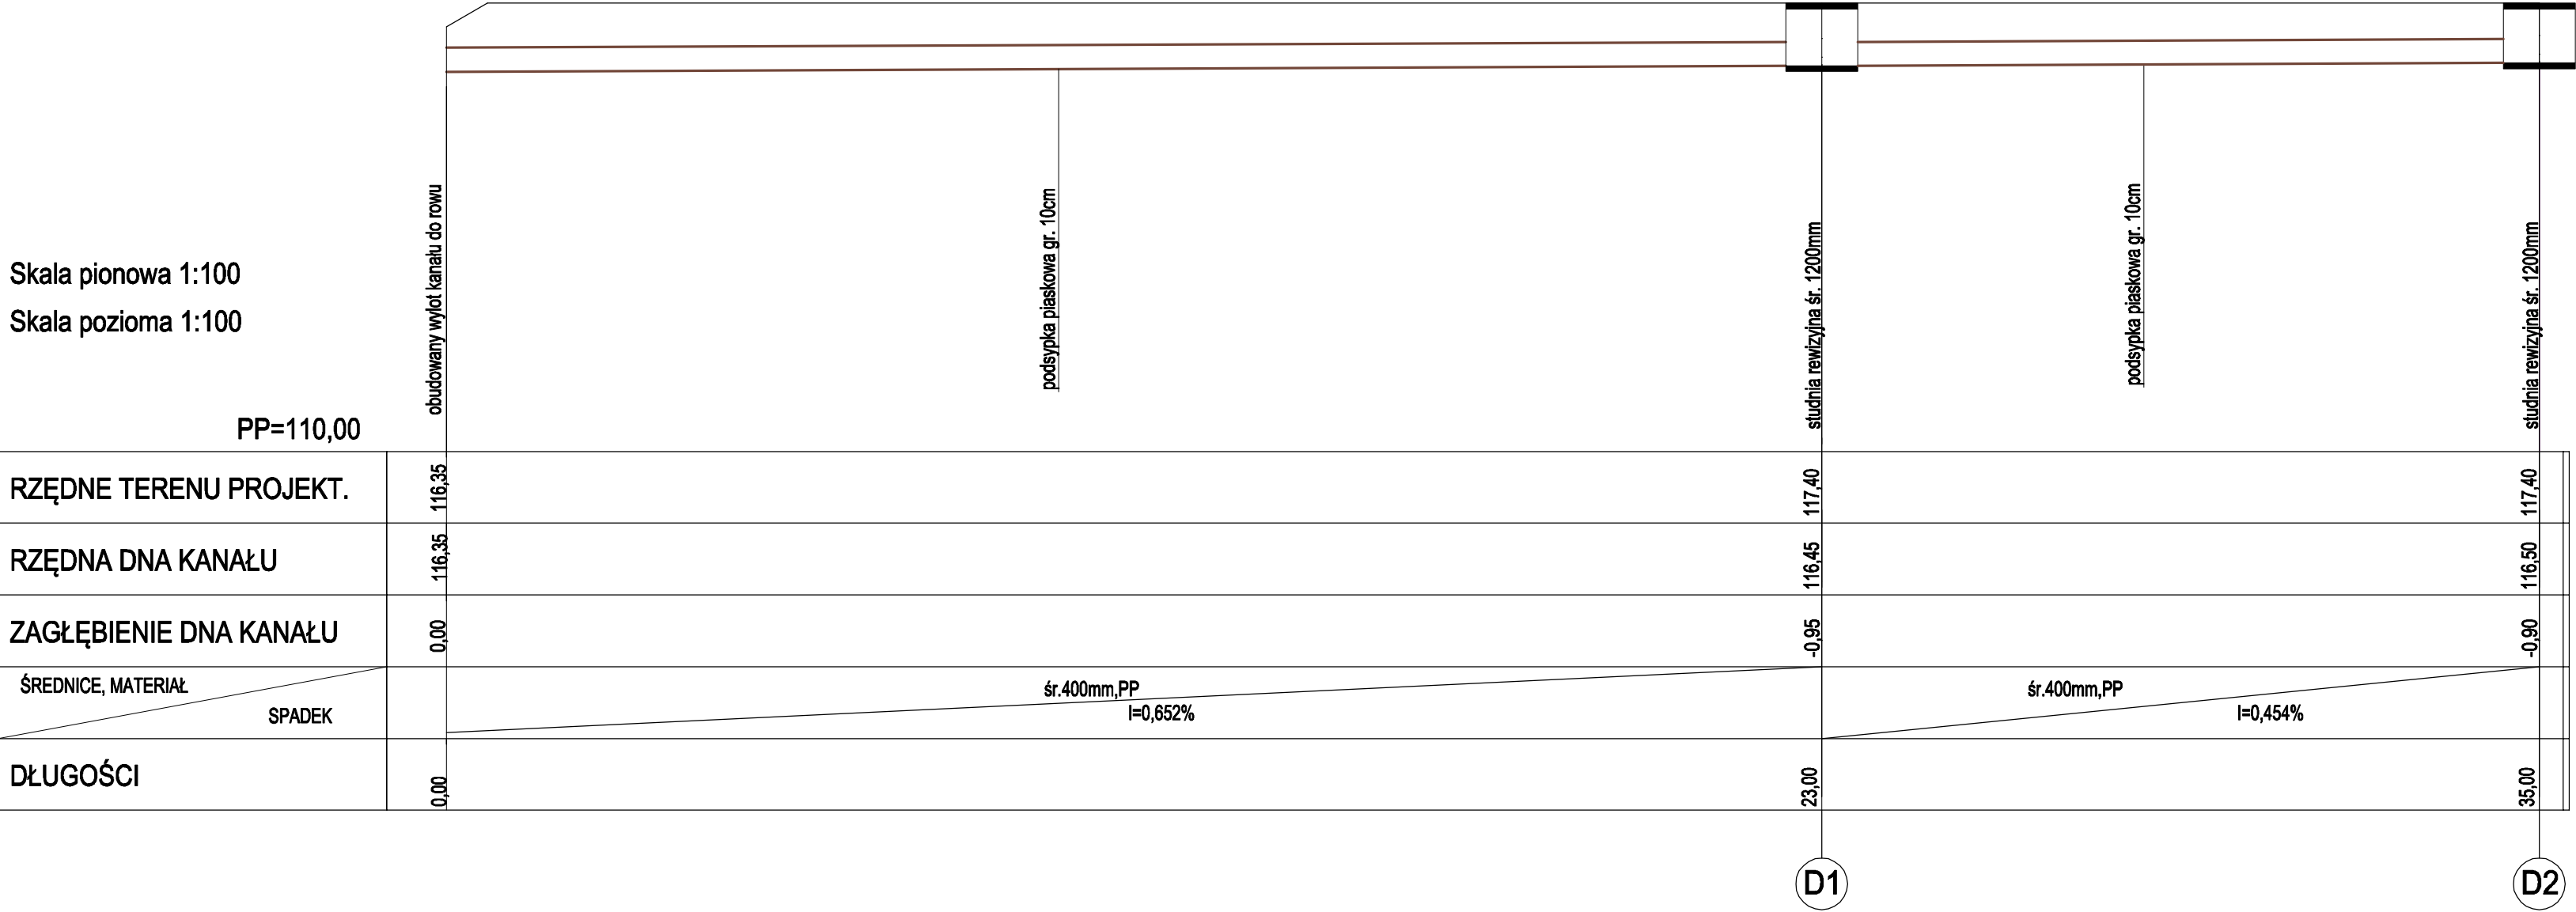 obudowany wylot kanału do rowu
podsypka piaskowa gr. 10cm
studnia rewizyjna śr. 1200mm
podsypka piaskowa gr. 10cm
studnia rewizyjna śr. 1200mm
Skala pionowa 1:100
Skala pozioma 1:100
PP=110,00
RZĘDNE TERENU PROJEKT.
116,35
117,40
117,40
RZĘDNA DNA KANAŁU
116,35
116,45
116,50
ZAGŁĘBIENIE DNA KANAŁU
0,00
-0,95
-0,90
ŚREDNICE, MATERIAŁ
SPADEK
śr.400mm,PP
I=0,652%
śr.400mm,PP
I=0,454%
DŁUGOŚCI
0,00
23,00
35,00
D1
D2